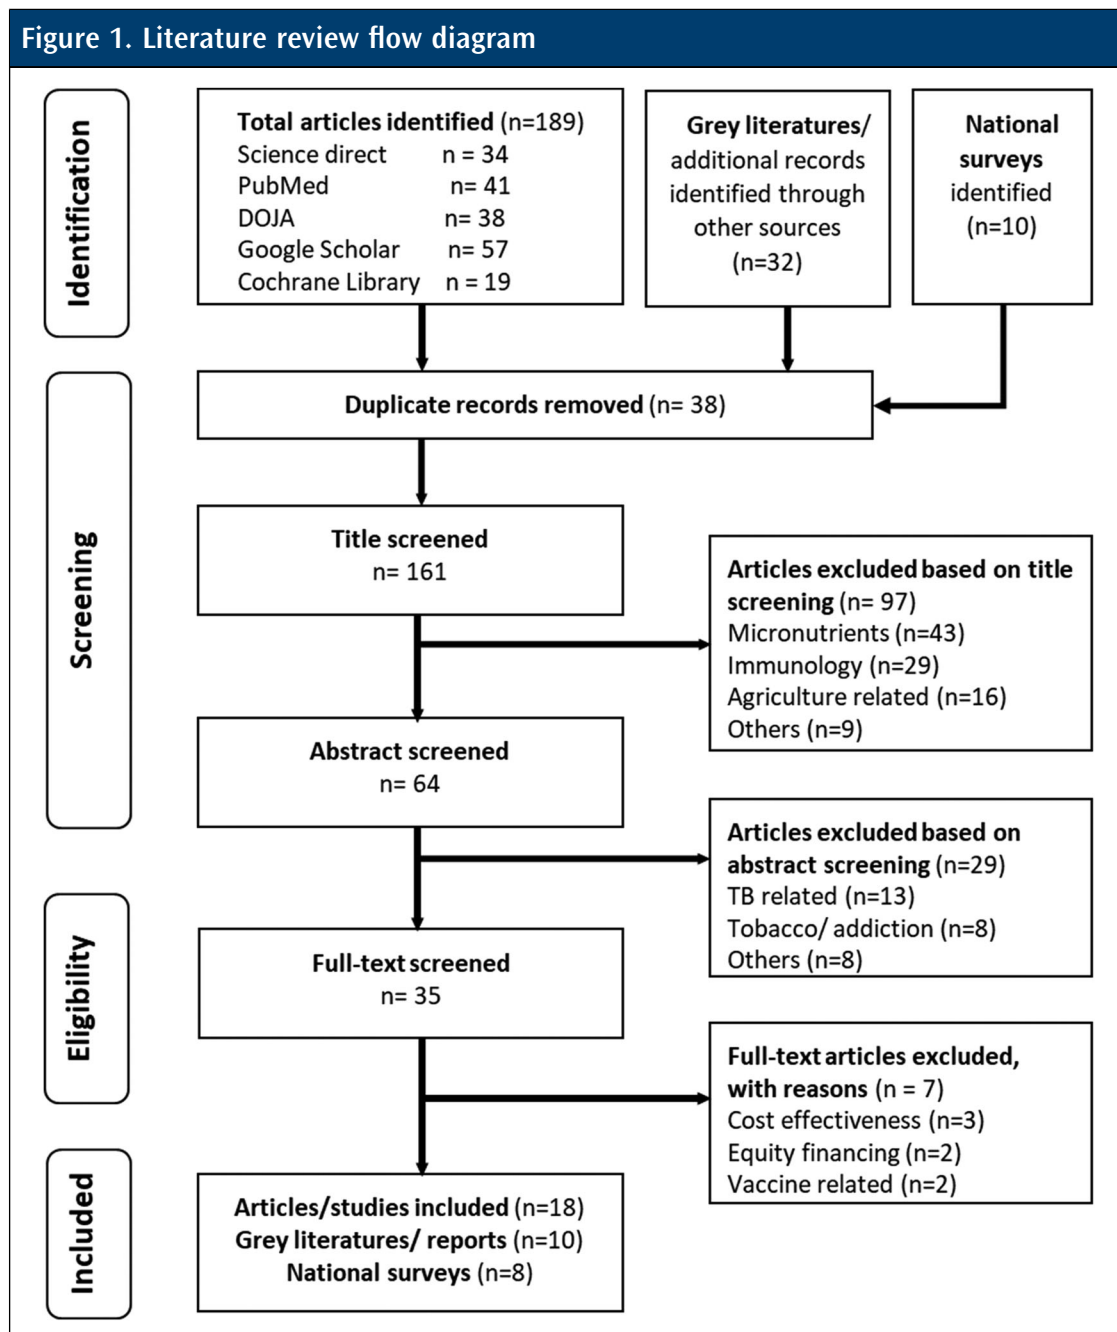 Figure 1. Literature review flow diagram
Identification
Total articles identified (n=189)
Science direct n = 34
PubMed n= 41
DOJA n= 38
Google Scholar n= 57
Cochrane Library n = 19
Grey literatures/
additional records
identified through
other sources
(n=32)
National
surveys
identified
(n=10)
Screening
Duplicate records removed (n= 38)
Title screened
n= 161
Articles excluded based on title
screening (n= 97)
Micronutrients (n=43)
Immunology (n=29)
Agriculture related (n=16)
Others (n=9)
Abstract screened
n= 64
Articles excluded based on
abstract screening (n=29)
TB related (n=13)
Tobacco/ addiction (n=8)
Others (n=8)
Eligibility
Full-text screened
n= 35
Full-text articles excluded,
with reasons (n = 7)
Cost effectiveness (n=3)
Equity financing (n=2)
Vaccine related (n=2)
Included
Articles/studies included (n=18)
Grey literatures/ reports (n=10)
National surveys (n=8)